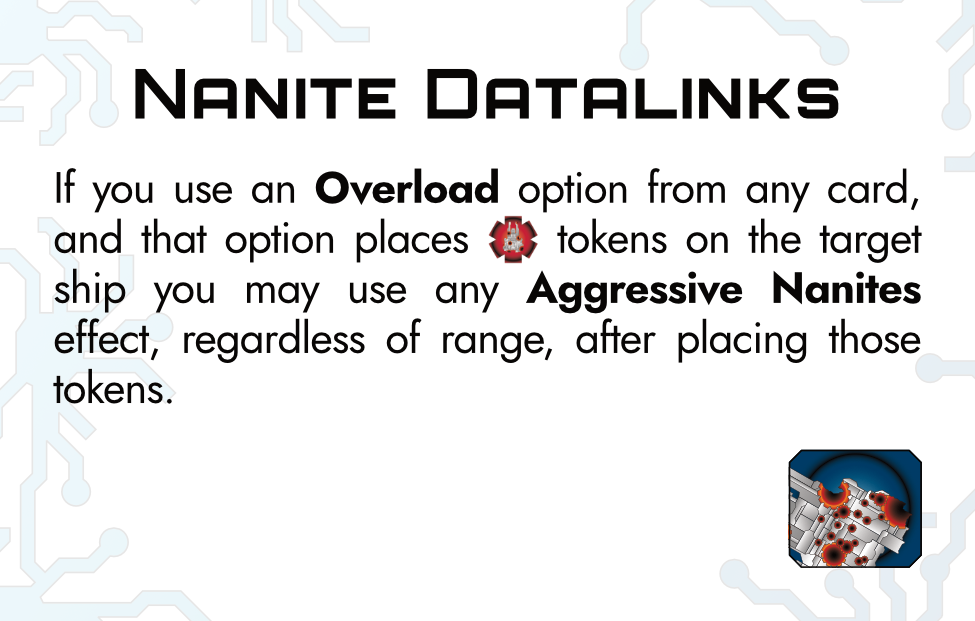 Nanite Datalinks
If you use an Overload option from any card,
and that option places tokens on the target
ship you may use any Aggressive Nanites
effect, regardless of range, after placing those
tokens.